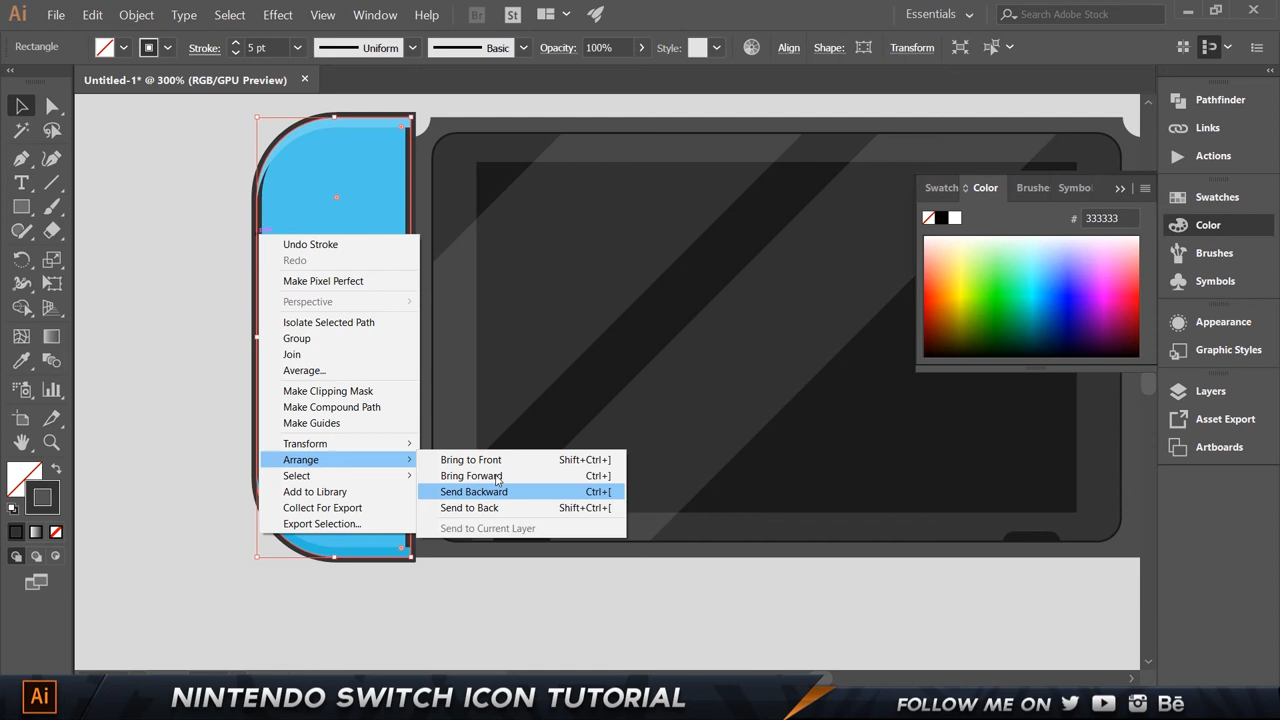 Ai File Edit Object Type Select Effect View Window Help Br St Essentials Search Adobe Stock
Rectangle Stroke: 5 pt Uniform Basic Opacity: 100% Style: Align Shape: Transform
Untitled-1* @ 300% (RGB/GPU Preview)
Undo Stroke
Redo
Make Pixel Perfect
Perspective
Isolate Selected Path
Group
Join
Average...
Make Clipping Mask
Make Compound Path
Make Guides
Transform
Arrange
Select
Add to Library
Collect For Export
Export Selection...
Bring to Front Shift+Ctrl+]
Bring Forward Ctrl+]
Send Backward Ctrl+[
Send to Back Shift+Ctrl+[
Send to Current Layer
Swatch Color Brushe Symbo
# 333333
Pathfinder
Links
Actions
Swatches
Color
Brushes
Symbols
Appearance
Graphic Styles
Layers
Asset Export
Artboards
Ai NINTENDO SWITCH ICON TUTORIAL FOLLOW ME ON Bē